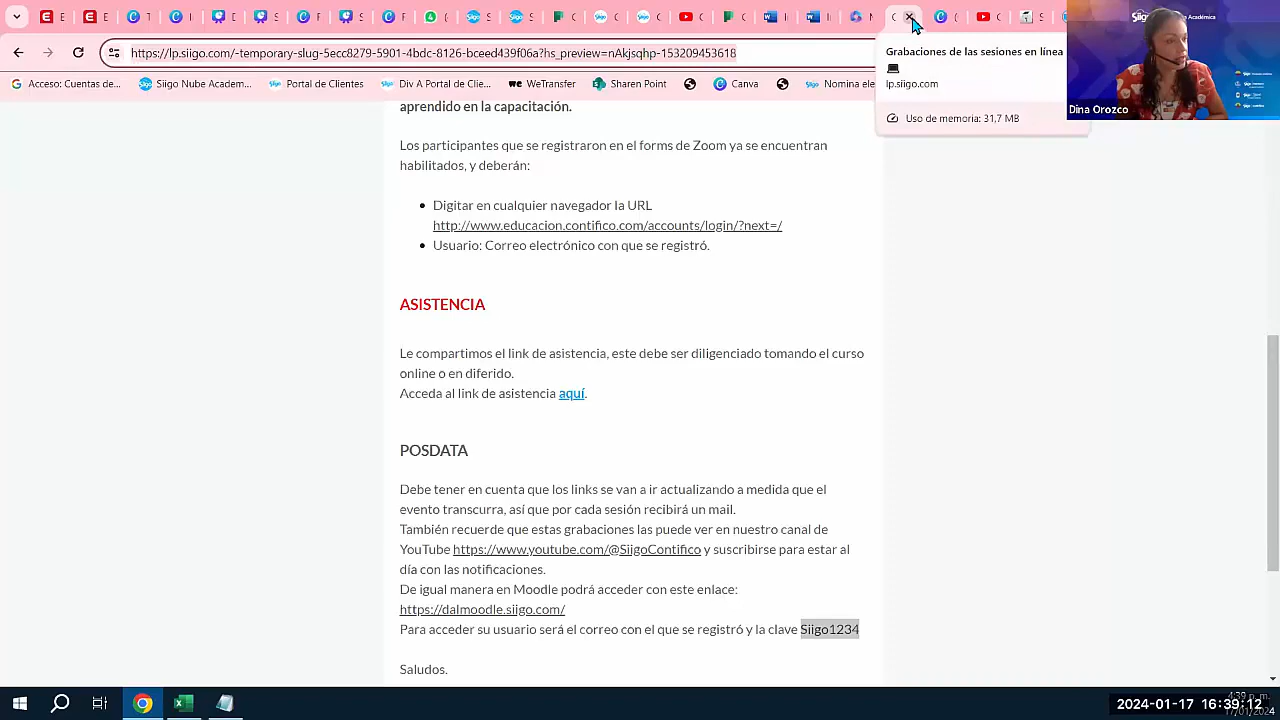 https://lp.siigo.com/-temporary-slug-5ecc8279-5901-4bdc-8126-bceed439f06a?hs_preview=nAkjsqhp-153209453618
Acceso: Cuentas de...
Siigo Nube Academ...
Portal de Clientes
Div A Portal de Client...
WeTransfer
Sharen Point
Canva
Nomina ele
Grabaciones de las sesiones en línea
lp.siigo.com
Uso de memoria: 31,7 MB
Siigo
Académica
Dina Orozco
aprendido en la capacitación.
Los participantes que se registraron en el forms de Zoom ya se encuentran
habilitados, y deberán:
Digitar en cualquier navegador la URL
http://www.educacion.contifico.com/accounts/login/?next=/
Usuario: Correo electrónico con que se registró.
ASISTENCIA
Le compartimos el link de asistencia, este debe ser diligenciado tomando el curso
online o en diferido.
Acceda al link de asistencia aquí.
POSDATA
Debe tener en cuenta que los links se van a ir actualizando a medida que el
evento transcurra, así que por cada sesión recibirá un mail.
También recuerde que estas grabaciones las puede ver en nuestro canal de
YouTube https://www.youtube.com/@SiigoContifico y suscribirse para estar al
día con las notificaciones.
De igual manera en Moodle podrá acceder con este enlace:
https://dalmoodle.siigo.com/
Para acceder su usuario será el correo con el que se registró y la clave Siigo1234
Saludos.
4:39 p. m.
2024-01-17 16:39:12
17/01/2024